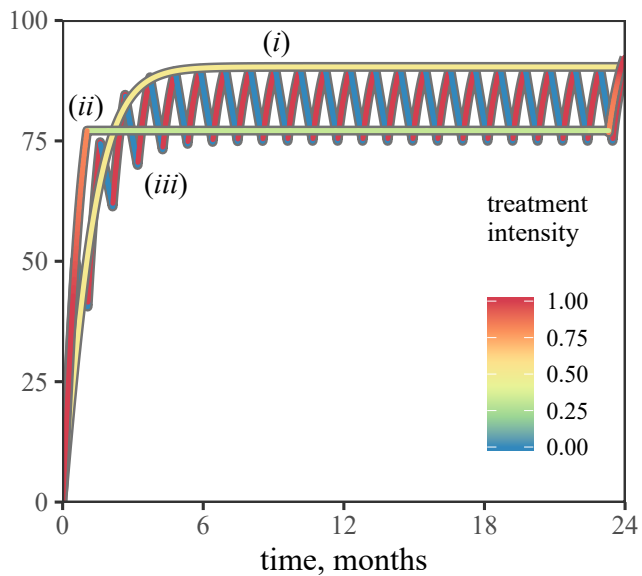 100
(i)
(ii)
75
(iii)
treatment
intensity
50
1.00
0.75
0.50
25
0.25
0.00
0
0
6
12
18
24
time, months